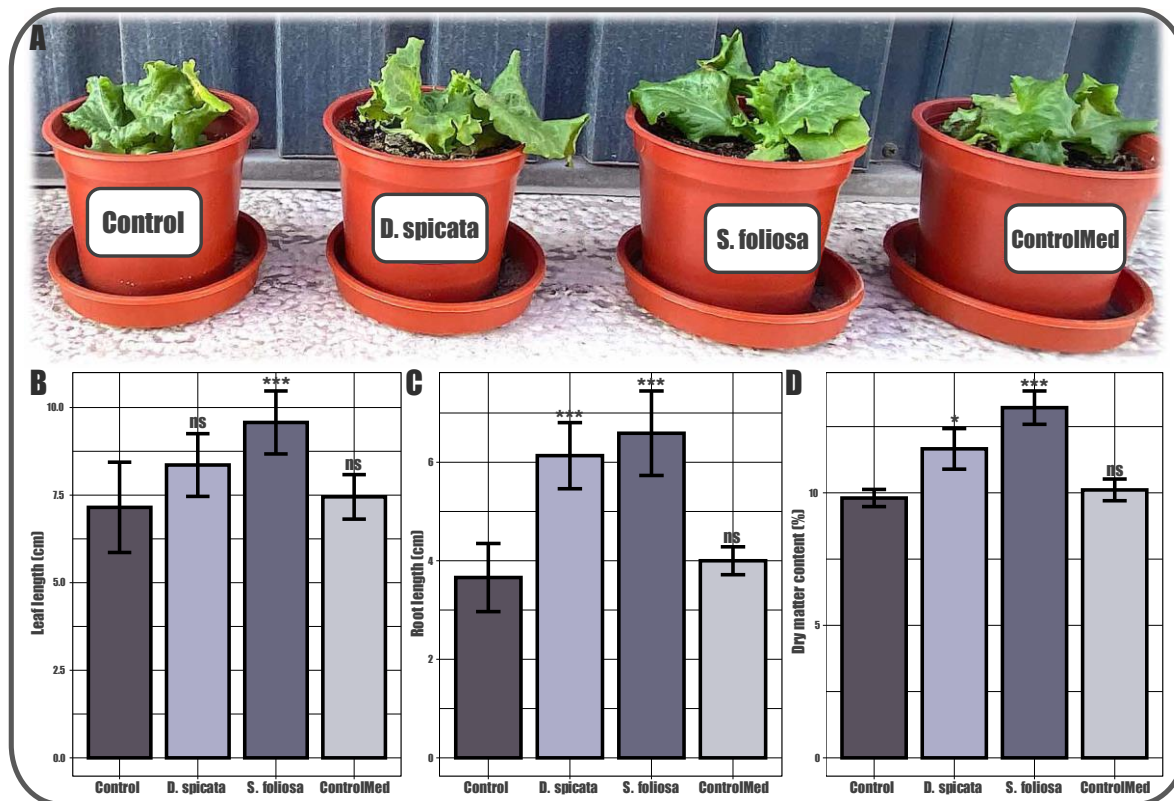 A
Control
D. spicata
S. foliosa
ControlMed
B
Leaf length (cm)
10.0
7.5
5.0
2.5
0.0
ns
***
ns
Control D. spicata S. foliosa ControlMed
C
Root length (cm)
6
4
2
0
***
***
ns
Control D. spicata S. foliosa ControlMed
D
Dry matter content (%)
10
5
0
*
***
ns
Control D. spicata S. foliosa ControlMed